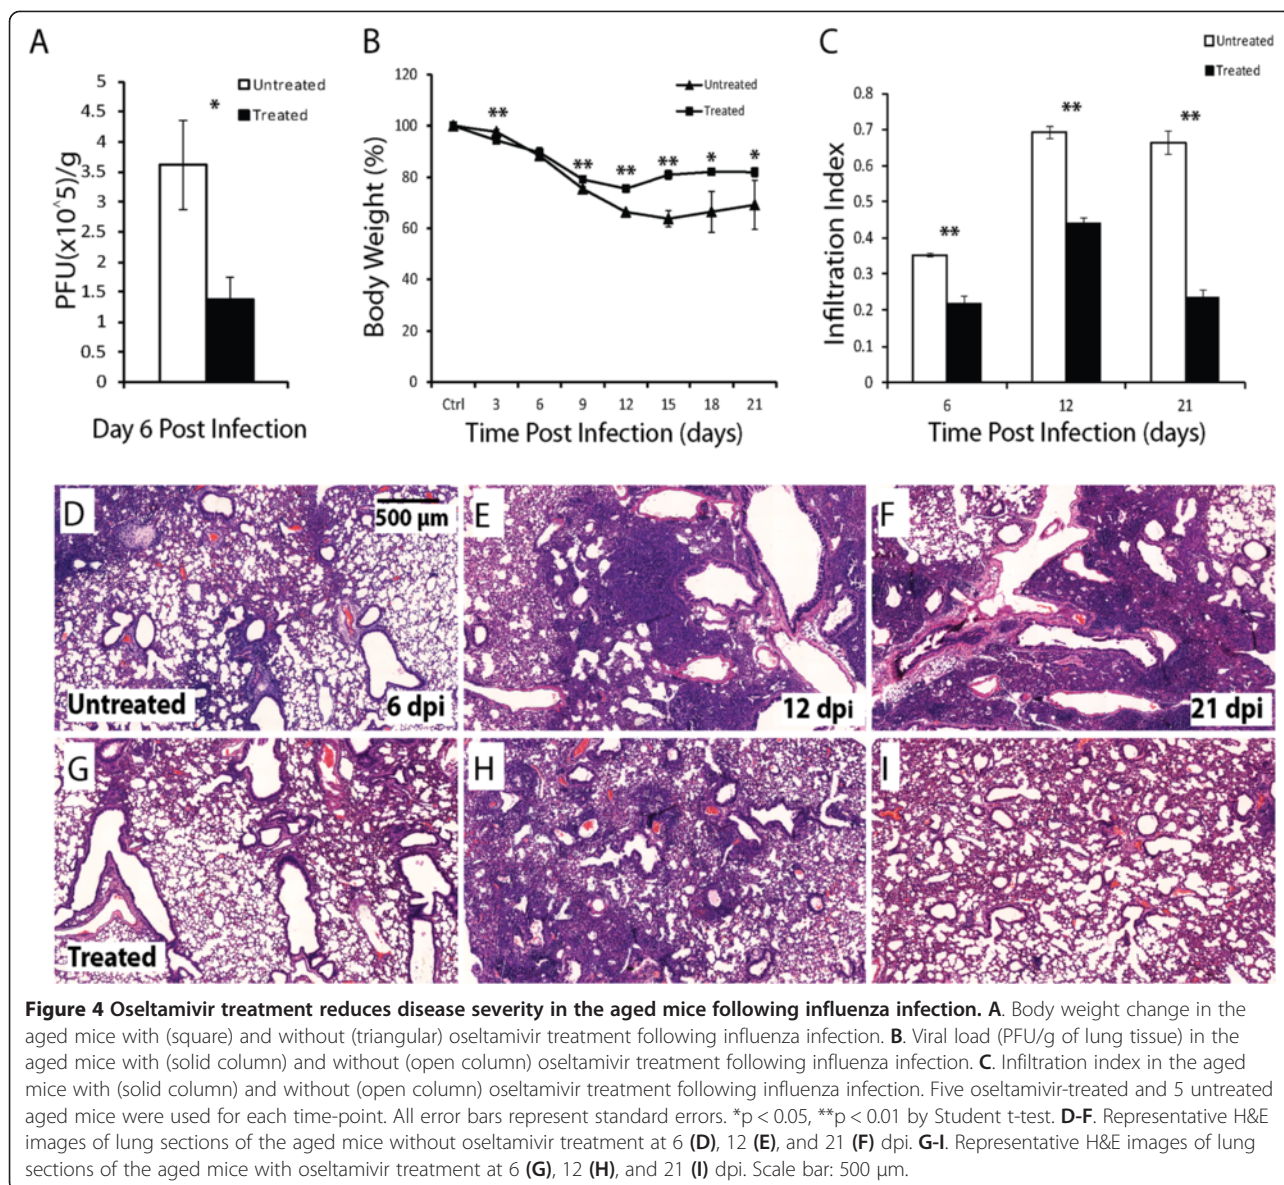 A
Untreated
Treated
*
5
4.5
4
3.5
3
2.5
2
1.5
1
0.5
0
PFU(x10^5)/g
Day 6 Post Infection
B
Untreated
Treated
120
100
80
60
40
20
0
Body Weight (%)
** ** ** ** * *
Ctrl 3 6 9 12 15 18 21
Time Post Infection (days)
C
Untreated
Treated
0.8
0.7
0.6
0.5
0.4
0.3
0.2
0.1
0
Infiltration Index
** ** **
6 12 21
Time Post Infection (days)
D
500 µm
Untreated
6 dpi
E
12 dpi
F
21 dpi
G
Treated
H
I
Figure 4 Oseltamivir treatment reduces disease severity in the aged mice following influenza infection. A. Body weight change in the
aged mice with (square) and without (triangular) oseltamivir treatment following influenza infection. B. Viral load (PFU/g of lung tissue) in the
aged mice with (solid column) and without (open column) oseltamivir treatment following influenza infection. C. Infiltration index in the aged
mice with (solid column) and without (open column) oseltamivir treatment following influenza infection. Five oseltamivir-treated and 5 untreated
aged mice were used for each time-point. All error bars represent standard errors. *p < 0.05, **p < 0.01 by Student t-test. D-F. Representative H&E
images of lung sections of the aged mice without oseltamivir treatment at 6 (D), 12 (E), and 21 (F) dpi. G-I. Representative H&E images of lung
sections of the aged mice with oseltamivir treatment at 6 (G), 12 (H), and 21 (I) dpi. Scale bar: 500 µm.